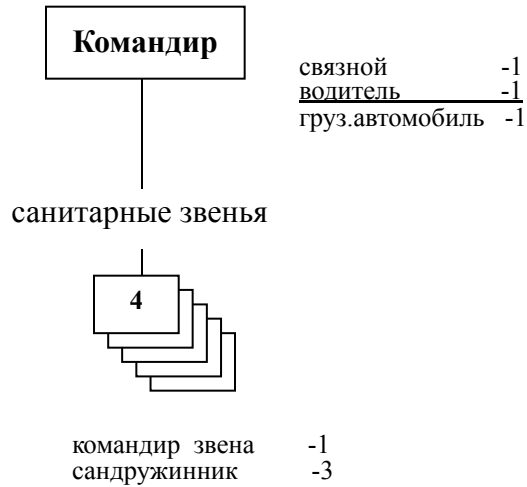 Командир
связной -1
водитель -1
груз.автомобиль -1
санитарные звенья
4
командир звена -1
сандружинник -3